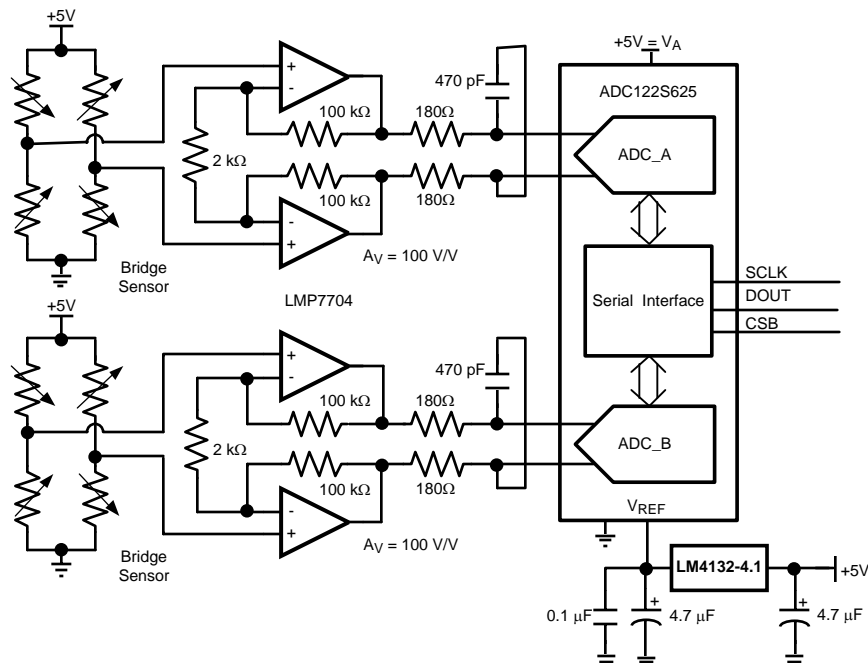 +5V
+5V = V_A
470 pF
ADC122S625
+
-
100 kΩ
180Ω
2 kΩ
ADC_A
100 kΩ
180Ω
-
+
A_V = 100 V/V
Bridge
Sensor
LMP7704
SCLK
Serial Interface
DOUT
CSB
+5V
+
-
470 pF
100 kΩ
180Ω
2 kΩ
ADC_B
100 kΩ
180Ω
-
+
A_V = 100 V/V
Bridge
Sensor
V_REF
LM4132-4.1
+5V
0.1 µF
+
4.7 µF
+
4.7 µF